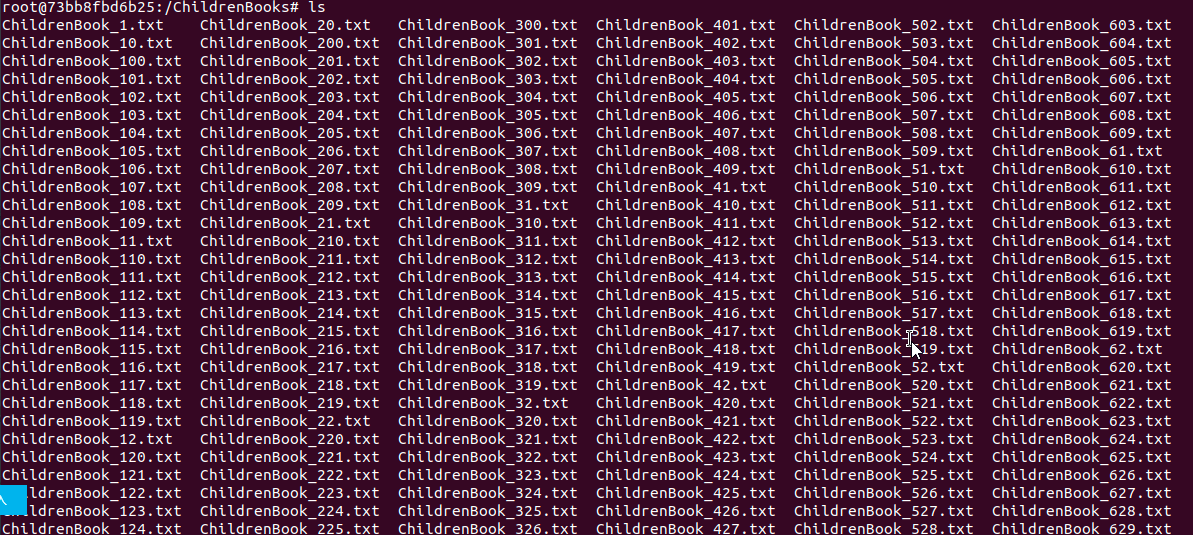 root@73bb8fbd6b25:/ChildrenBooks# ls
ChildrenBook_1.txt    ChildrenBook_20.txt   ChildrenBook_300.txt  ChildrenBook_401.txt  ChildrenBook_502.txt  ChildrenBook_603.txt
ChildrenBook_10.txt   ChildrenBook_200.txt  ChildrenBook_301.txt  ChildrenBook_402.txt  ChildrenBook_503.txt  ChildrenBook_604.txt
ChildrenBook_100.txt  ChildrenBook_201.txt  ChildrenBook_302.txt  ChildrenBook_403.txt  ChildrenBook_504.txt  ChildrenBook_605.txt
ChildrenBook_101.txt  ChildrenBook_202.txt  ChildrenBook_303.txt  ChildrenBook_404.txt  ChildrenBook_505.txt  ChildrenBook_606.txt
ChildrenBook_102.txt  ChildrenBook_203.txt  ChildrenBook_304.txt  ChildrenBook_405.txt  ChildrenBook_506.txt  ChildrenBook_607.txt
ChildrenBook_103.txt  ChildrenBook_204.txt  ChildrenBook_305.txt  ChildrenBook_406.txt  ChildrenBook_507.txt  ChildrenBook_608.txt
ChildrenBook_104.txt  ChildrenBook_205.txt  ChildrenBook_306.txt  ChildrenBook_407.txt  ChildrenBook_508.txt  ChildrenBook_609.txt
ChildrenBook_105.txt  ChildrenBook_206.txt  ChildrenBook_307.txt  ChildrenBook_408.txt  ChildrenBook_509.txt  ChildrenBook_61.txt
ChildrenBook_106.txt  ChildrenBook_207.txt  ChildrenBook_308.txt  ChildrenBook_409.txt  ChildrenBook_51.txt   ChildrenBook_610.txt
ChildrenBook_107.txt  ChildrenBook_208.txt  ChildrenBook_309.txt  ChildrenBook_41.txt   ChildrenBook_510.txt  ChildrenBook_611.txt
ChildrenBook_108.txt  ChildrenBook_209.txt  ChildrenBook_31.txt   ChildrenBook_410.txt  ChildrenBook_511.txt  ChildrenBook_612.txt
ChildrenBook_109.txt  ChildrenBook_21.txt   ChildrenBook_310.txt  ChildrenBook_411.txt  ChildrenBook_512.txt  ChildrenBook_613.txt
ChildrenBook_11.txt   ChildrenBook_210.txt  ChildrenBook_311.txt  ChildrenBook_412.txt  ChildrenBook_513.txt  ChildrenBook_614.txt
ChildrenBook_110.txt  ChildrenBook_211.txt  ChildrenBook_312.txt  ChildrenBook_413.txt  ChildrenBook_514.txt  ChildrenBook_615.txt
ChildrenBook_111.txt  ChildrenBook_212.txt  ChildrenBook_313.txt  ChildrenBook_414.txt  ChildrenBook_515.txt  ChildrenBook_616.txt
ChildrenBook_112.txt  ChildrenBook_213.txt  ChildrenBook_314.txt  ChildrenBook_415.txt  ChildrenBook_516.txt  ChildrenBook_617.txt
ChildrenBook_113.txt  ChildrenBook_214.txt  ChildrenBook_315.txt  ChildrenBook_416.txt  ChildrenBook_517.txt  ChildrenBook_618.txt
ChildrenBook_114.txt  ChildrenBook_215.txt  ChildrenBook_316.txt  ChildrenBook_417.txt  ChildrenBook_518.txt  ChildrenBook_619.txt
ChildrenBook_115.txt  ChildrenBook_216.txt  ChildrenBook_317.txt  ChildrenBook_418.txt  ChildrenBook_519.txt  ChildrenBook_62.txt
ChildrenBook_116.txt  ChildrenBook_217.txt  ChildrenBook_318.txt  ChildrenBook_419.txt  ChildrenBook_52.txt   ChildrenBook_620.txt
ChildrenBook_117.txt  ChildrenBook_218.txt  ChildrenBook_319.txt  ChildrenBook_42.txt   ChildrenBook_520.txt  ChildrenBook_621.txt
ChildrenBook_118.txt  ChildrenBook_219.txt  ChildrenBook_32.txt   ChildrenBook_420.txt  ChildrenBook_521.txt  ChildrenBook_622.txt
ChildrenBook_119.txt  ChildrenBook_22.txt   ChildrenBook_320.txt  ChildrenBook_421.txt  ChildrenBook_522.txt  ChildrenBook_623.txt
ChildrenBook_12.txt   ChildrenBook_220.txt  ChildrenBook_321.txt  ChildrenBook_422.txt  ChildrenBook_523.txt  ChildrenBook_624.txt
ChildrenBook_120.txt  ChildrenBook_221.txt  ChildrenBook_322.txt  ChildrenBook_423.txt  ChildrenBook_524.txt  ChildrenBook_625.txt
ChildrenBook_121.txt  ChildrenBook_222.txt  ChildrenBook_323.txt  ChildrenBook_424.txt  ChildrenBook_525.txt  ChildrenBook_626.txt
ldrenBook_122.txt  ChildrenBook_223.txt  ChildrenBook_324.txt  ChildrenBook_425.txt  ChildrenBook_526.txt  ChildrenBook_627.txt
ldrenBook_123.txt  ChildrenBook_224.txt  ChildrenBook_325.txt  ChildrenBook_426.txt  ChildrenBook_527.txt  ChildrenBook_628.txt
ChildrenBook_124.txt  ChildrenBook_225.txt  ChildrenBook_326.txt  ChildrenBook_427.txt  ChildrenBook_528.txt  ChildrenBook_629.txt